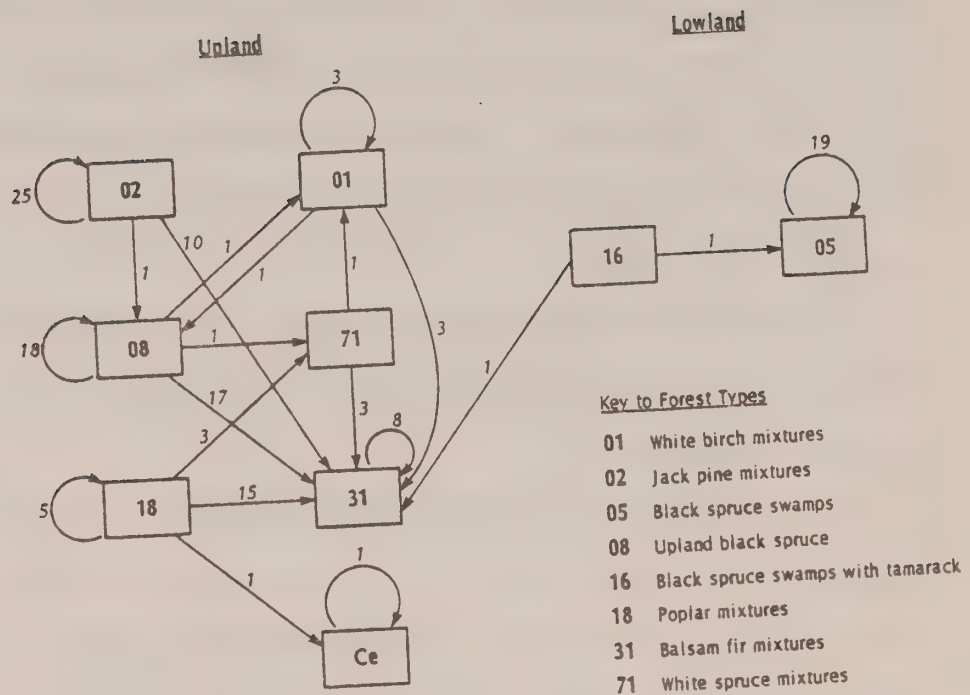 Upland
Lowland
3
25
02
01
19
10
1
1
1
1
16
1
05
18
08
1
71
3
17
3
1
3
8
5
18
15
31
1
1
Ce
Key to Forest Types
01 White birch mixtures
02 Jack pine mixtures
05 Black spruce swamps
08 Upland black spruce
16 Black spruce swamps with tamarack
18 Poplar mixtures
31 Balsam fir mixtures
71 White spruce mixtures